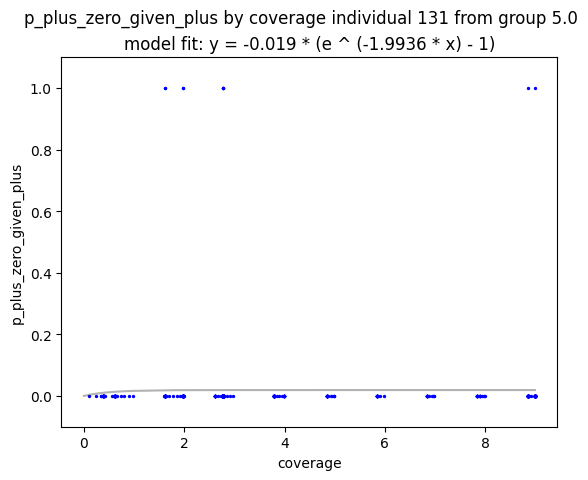 p_plus_zero_given_plus by coverage individual 131 from group 5.0
model fit: y = -0.019 * (e ^ (-1.9936 * x) - 1)
1.0
0.8
0.6
0.4
0.2
0.0
p_plus_zero_given_plus
0 2 4 6 8
coverage